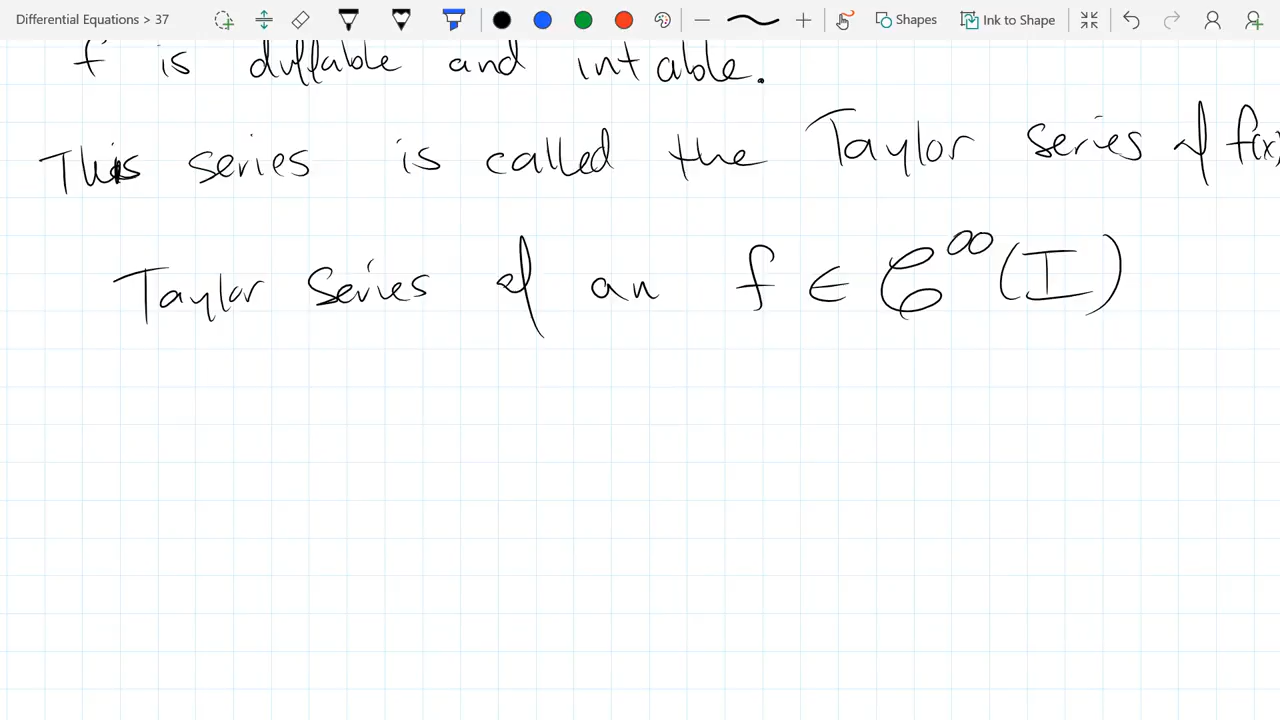 Differential Equations > 37 Shapes Ink to Shape
f is diffable and intable.
This series is called the Taylor series of f(x)
Taylor Series of an f ∈ C^∞(I)